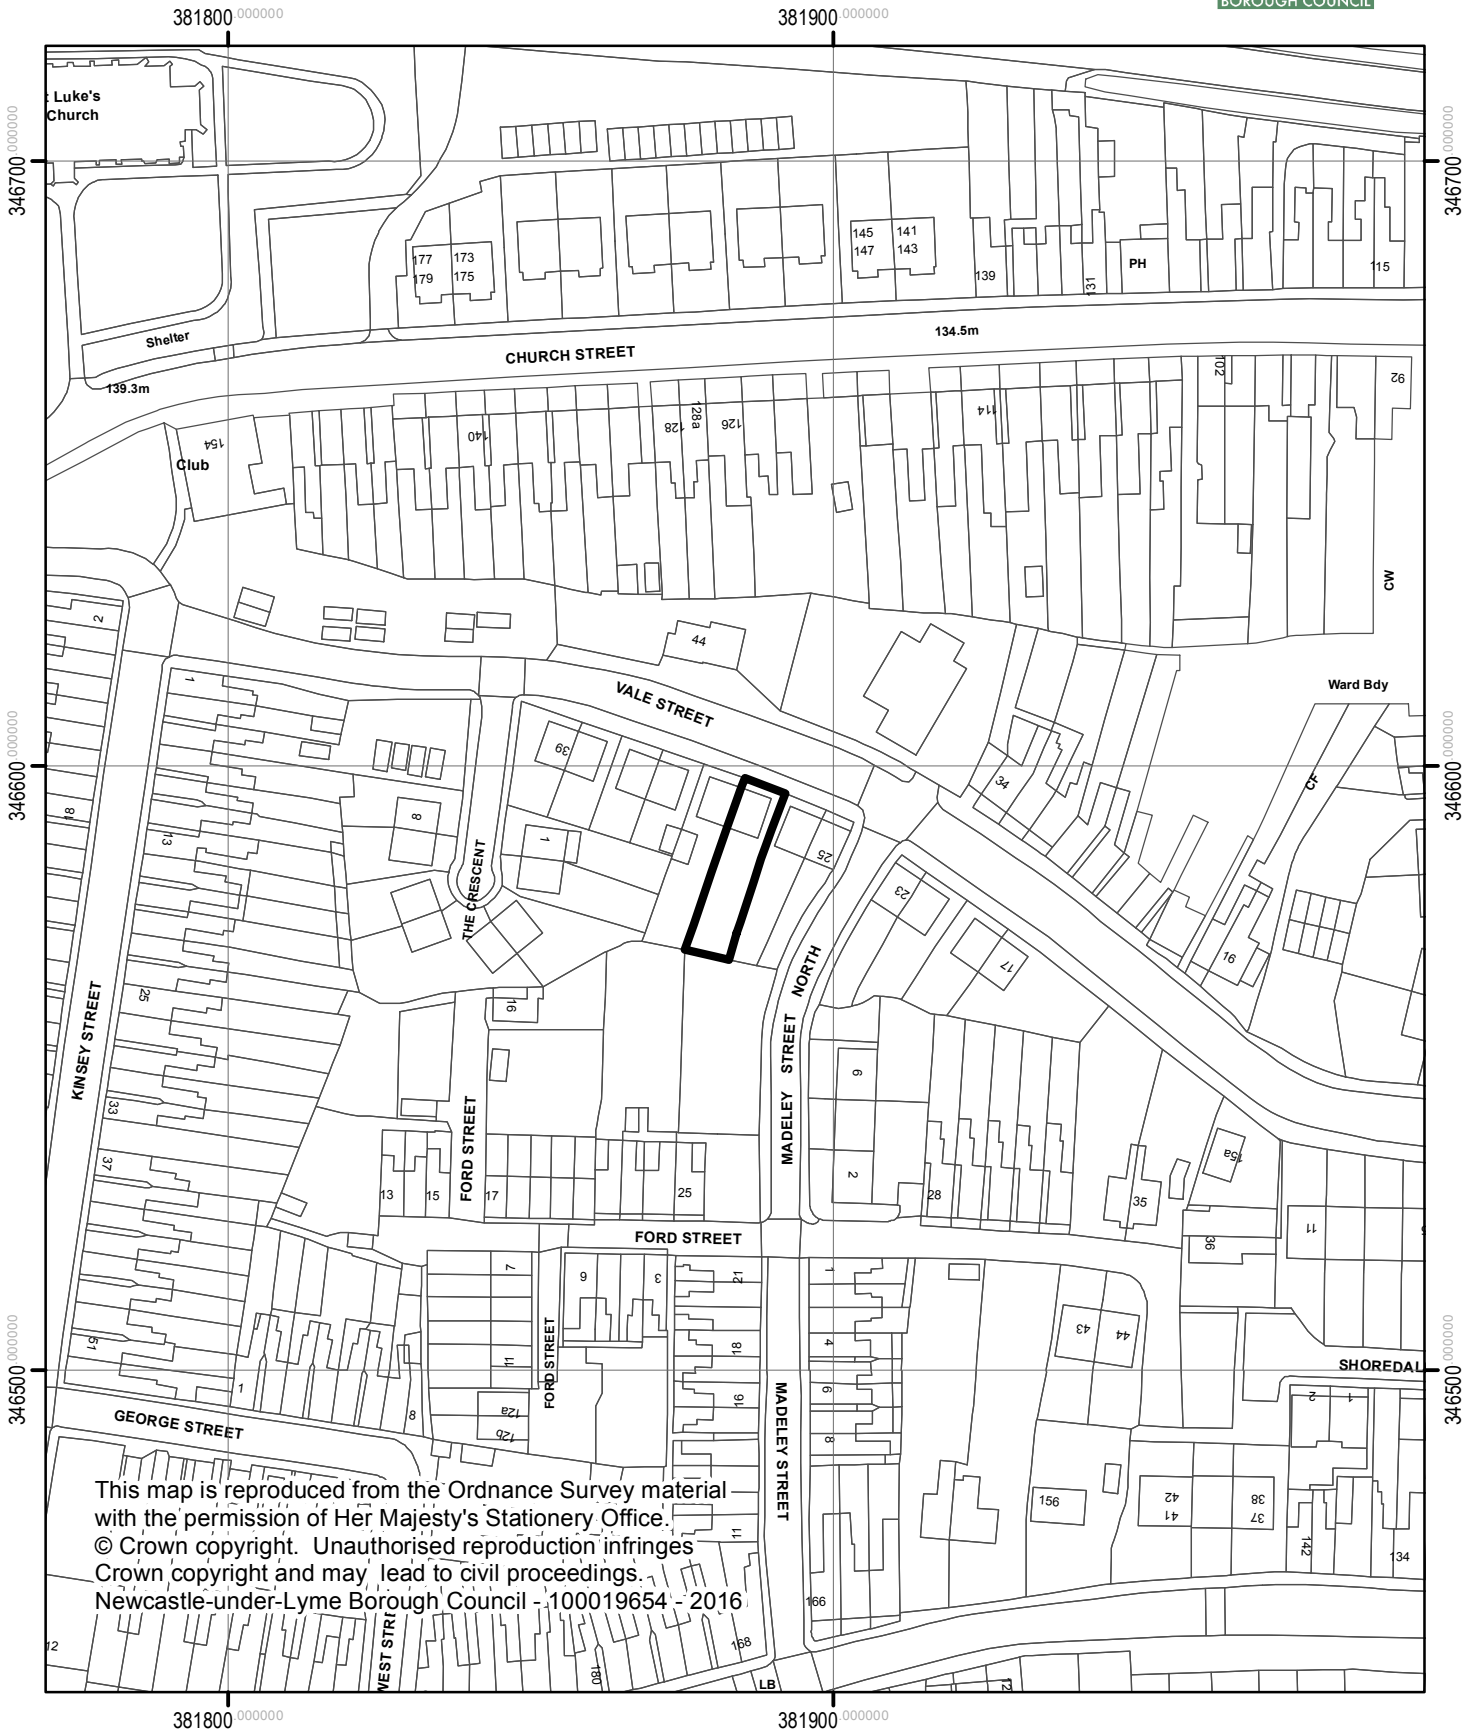 BOROUGH COUNCIL
381800.000000
381900.000000
346700.000000
346700.000000
Luke's
Church
145
141
147
143
177
173
179
175
139
131
PH
115
Shelter
134.5m
CHURCH STREET
139.3m
102
92
154
Club
140
128
128a
126
114
CW
2
44
Ward Bdy
1
VALE STREET
39
346600.000000
346600.000000
34
CF
18
13
8
1
25
THE CRESCENT
23
17
16
NORTH
KINSEY STREET
25
16
MADELEY STREET
6
33
FORD STREET
37
15a
13
15
17
25
2
28
35
FORD STREET
36
11
7
6
3
21
1
51
FORD STREET
11
18
4
43
44
346500.000000
346500.000000
SHOREDAL
1
8
12a
12b
16
6
8
2
1
GEORGE STREET
MADELEY STREET
156
42
41
38
37
11
142
134
This map is reproduced from the Ordnance Survey material
with the permission of Her Majesty's Stationery Office.
© Crown copyright. Unauthorised reproduction infringes
Crown copyright and may lead to civil proceedings.
Newcastle-under-Lyme Borough Council - 100019654 - 2016
166
12
WEST STRE
180
168
LB
12
381800.000000
381900.000000